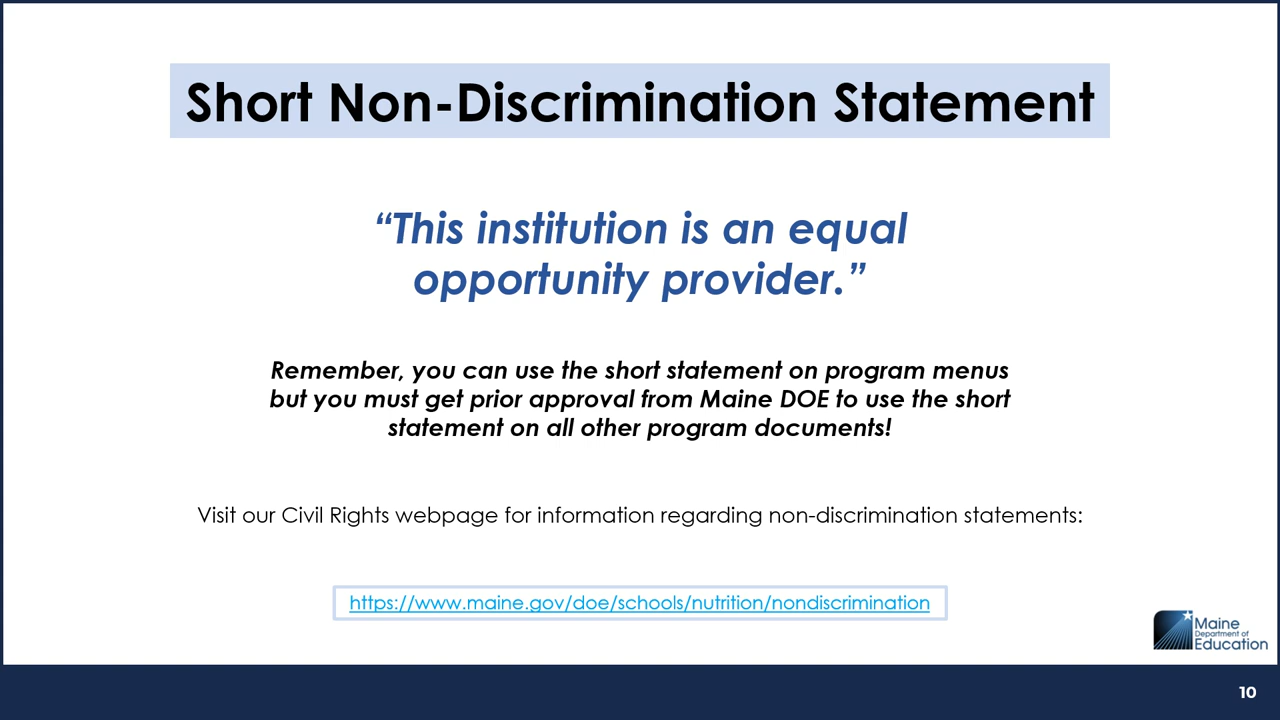 Short Non-Discrimination Statement
“This institution is an equal
opportunity provider.”
Remember, you can use the short statement on program menus
but you must get prior approval from Maine DOE to use the short
statement on all other program documents!
Visit our Civil Rights webpage for information regarding non-discrimination statements:
https://www.maine.gov/doe/schools/nutrition/nondiscrimination
Maine
Department of
Education
10